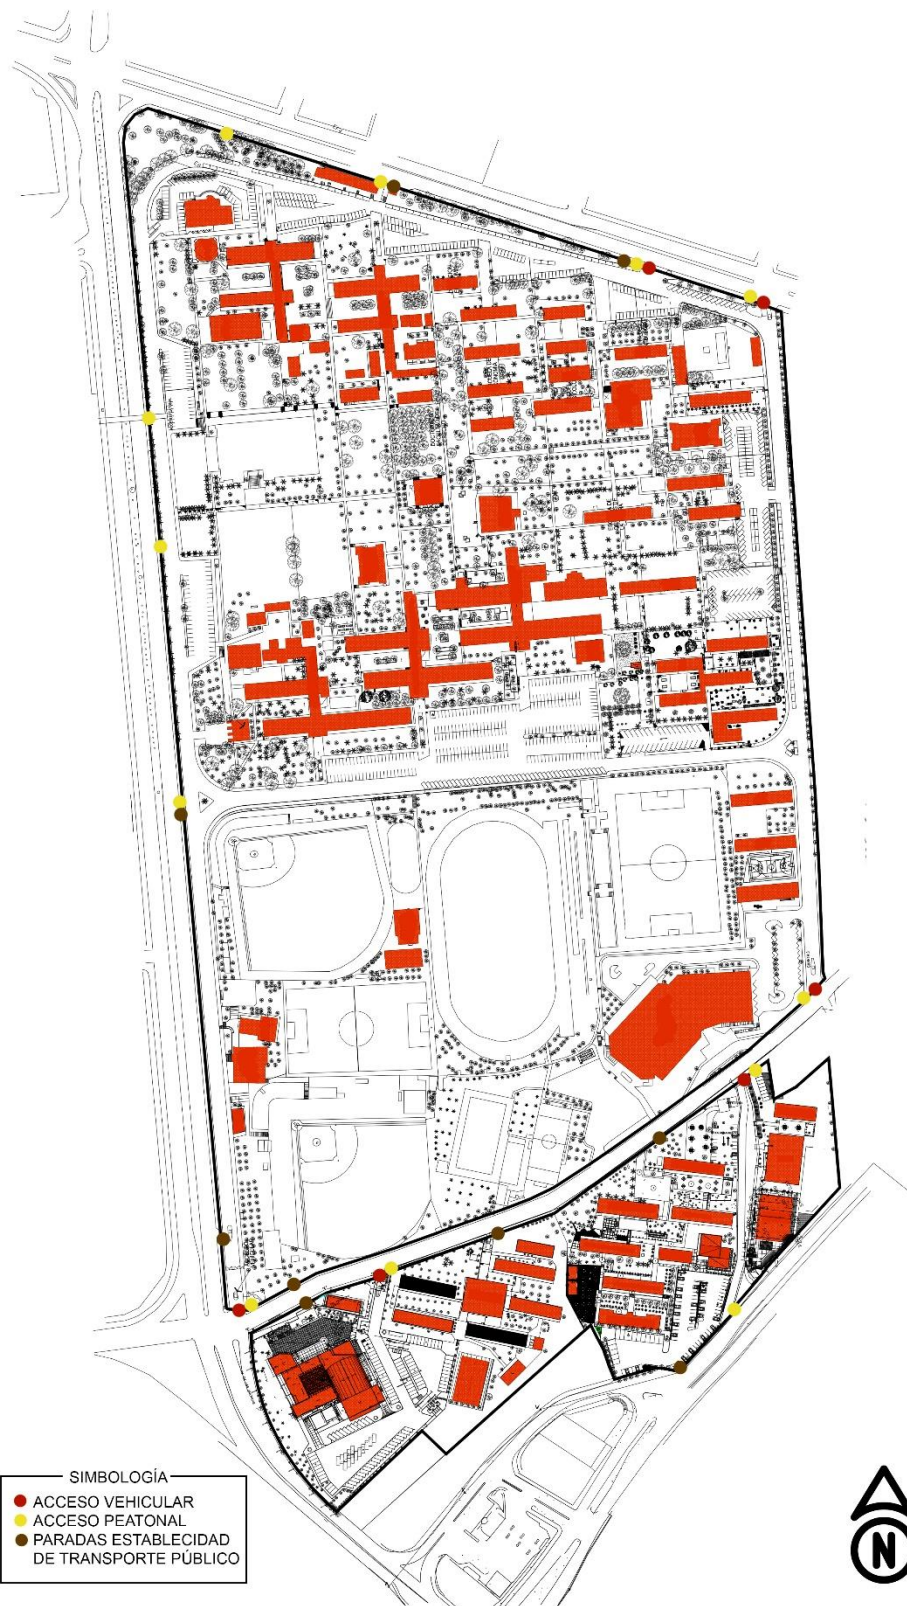 SIMBOLOGÍA
ACCESO VEHICULAR
ACCESO PEATONAL
PARADAS ESTABLECIDAD
DE TRANSPORTE PÚBLICO
N